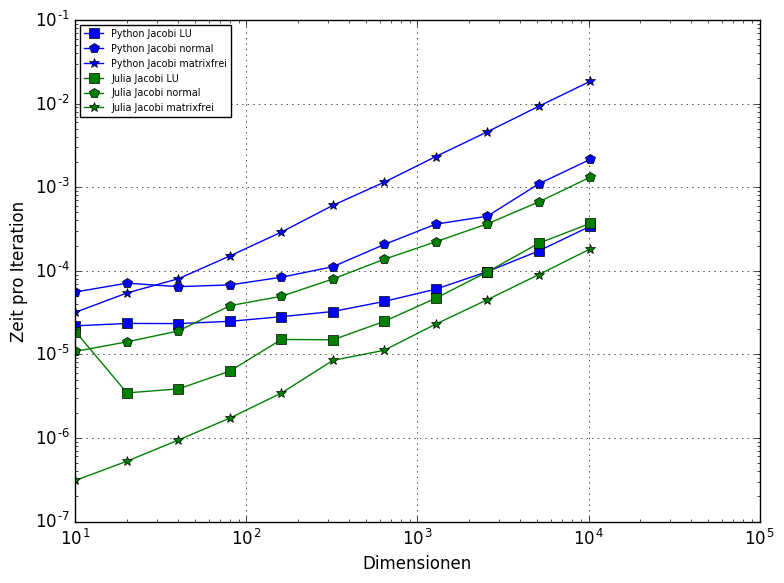 10^-1
10^-2
10^-3
10^-4
10^-5
10^-6
10^-7
Zeit pro Iteration
Python Jacobi LU
Python Jacobi normal
Python Jacobi matrixfrei
Julia Jacobi LU
Julia Jacobi normal
Julia Jacobi matrixfrei
10^1 10^2 10^3 10^4 10^5
Dimensionen